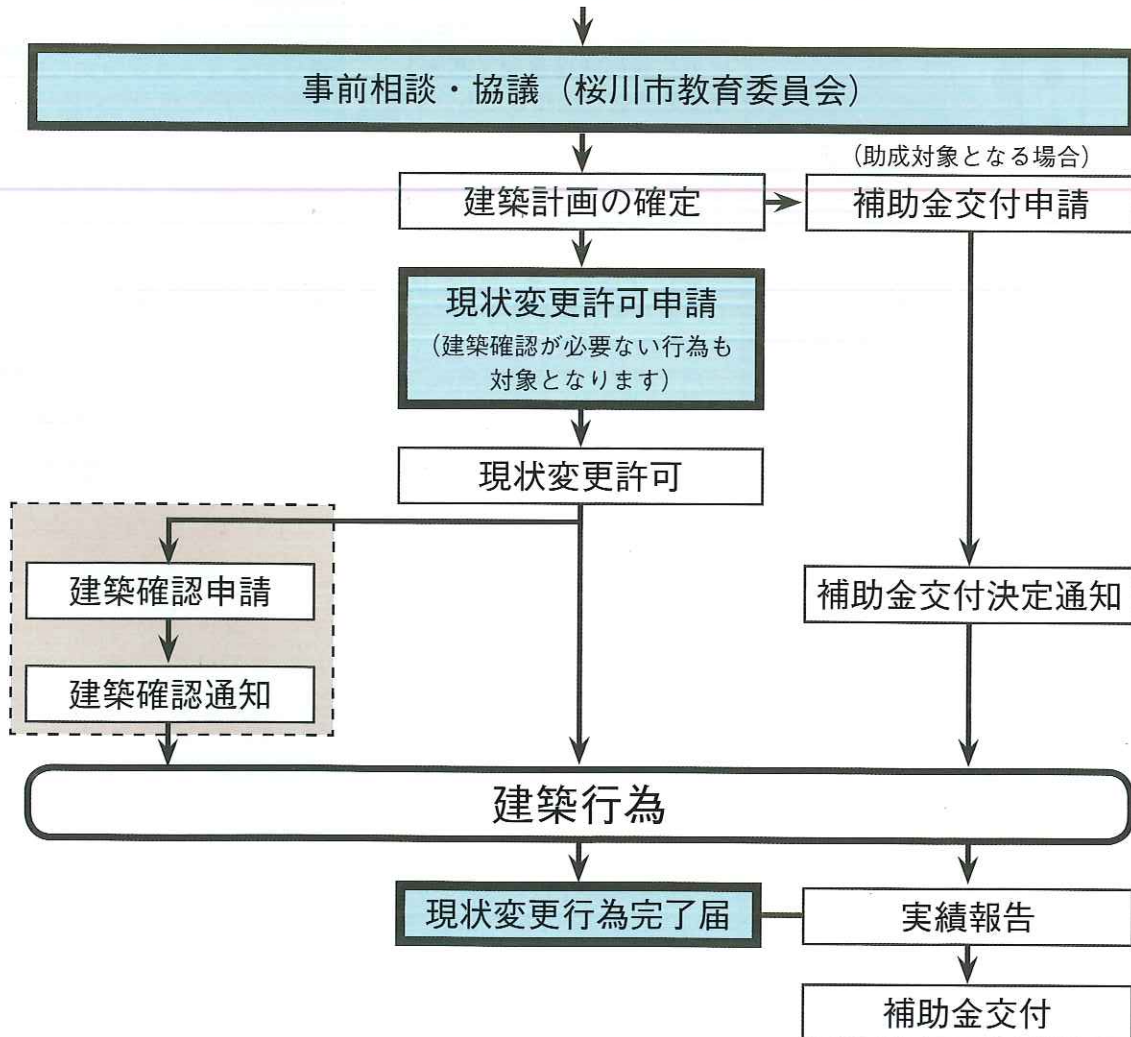 事前相談・協議（桜川市教育委員会）
（助成対象となる場合）
建築計画の確定
補助金交付申請
現状変更許可申請
（建築確認が必要ない行為も
対象となります）
現状変更許可
建築確認申請
補助金交付決定通知
建築確認通知
建築行為
現状変更行為完了届
実績報告
補助金交付